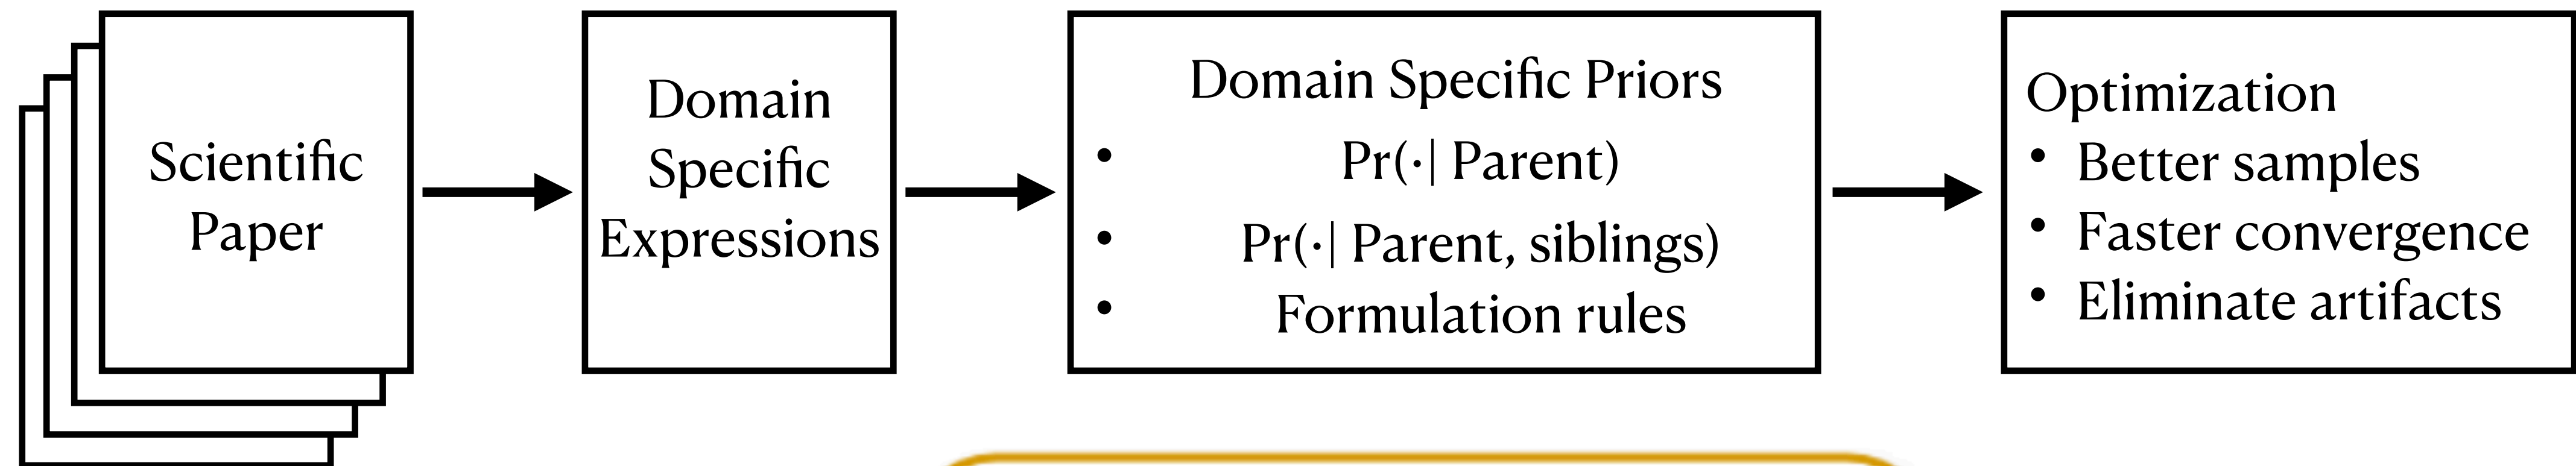 Scientific
Paper
Domain
Specific
Expressions
Domain Specific Priors
• Pr(·| Parent)
• Pr(·| Parent, siblings)
• Formulation rules
Optimization
• Better samples
• Faster convergence
• Eliminate artifacts